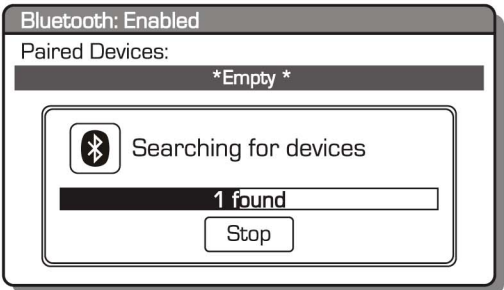 Bluetooth: Enabled
Paired Devices:
*Empty *
Searching for devices
1 found
Stop